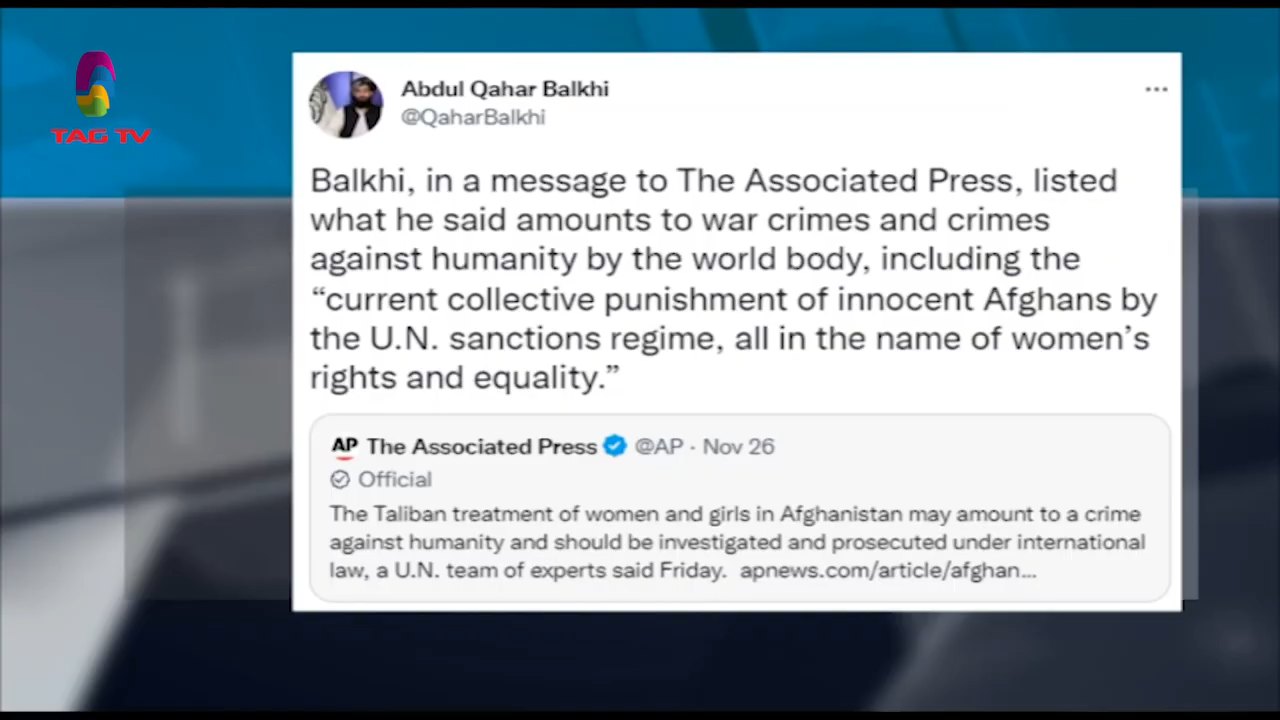 TAG TV
Abdul Qahar Balkhi
@QaharBalkhi
Balkhi, in a message to The Associated Press, listed
what he said amounts to war crimes and crimes
against humanity by the world body, including the
“current collective punishment of innocent Afghans by
the U.N. sanctions regime, all in the name of women’s
rights and equality.”
AP The Associated Press @AP · Nov 26
Official
The Taliban treatment of women and girls in Afghanistan may amount to a crime
against humanity and should be investigated and prosecuted under international
law, a U.N. team of experts said Friday. apnews.com/article/afghan...